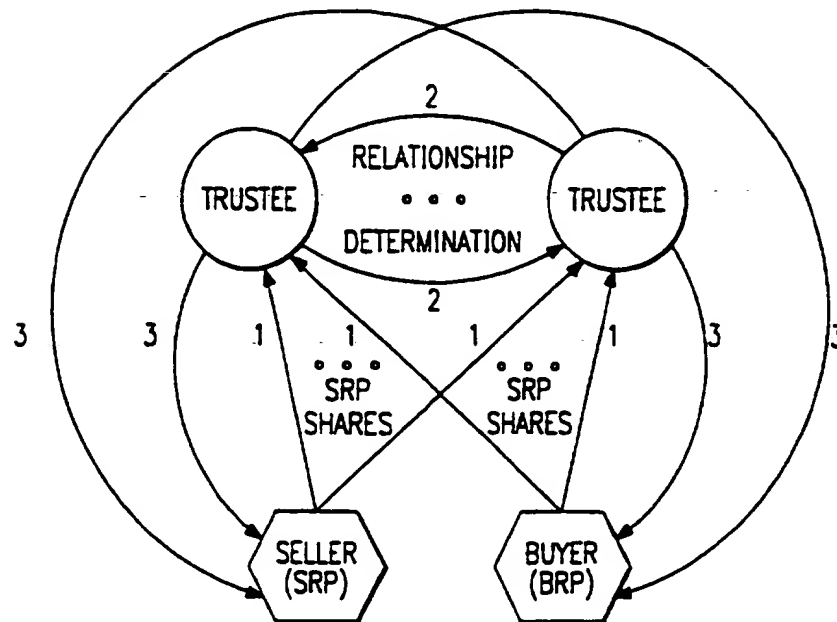 2
RELATIONSHIP
TRUSTEE
TRUSTEE
DETERMINATION
2
3 3 1 1 1 1 3 3
SRP SHARES
SRP SHARES
SELLER (SRP)
BUYER (BRP)